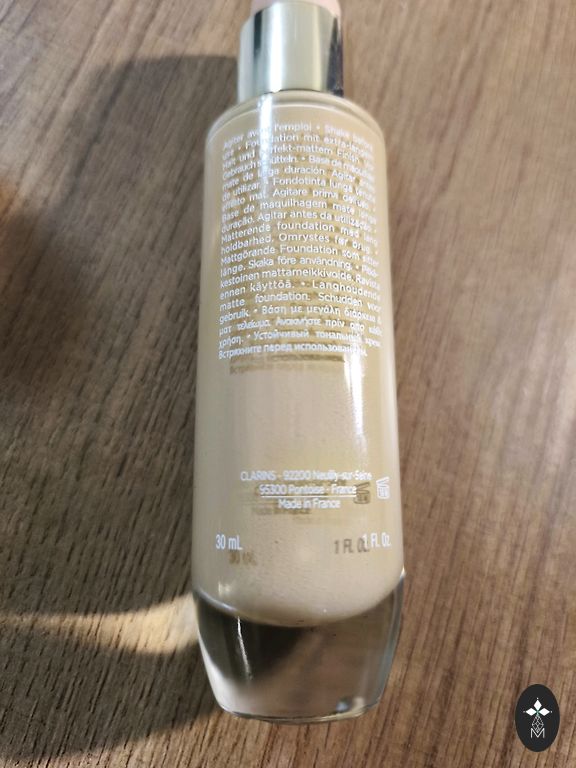 Agiter avant l'emploi • Shake before
use • Foundation mit extra-langem
Halt und perfekt-mattem Finish.
Gebrauch schütteln. • Base de maquillaje
mate de larga duración. Agitar antes
de utilizar. • Fondotinta lunga tenuta
effetto mat. Agitare prima dell'uso •
Base de maquilhagem mate longa
duração. Agitar antes da utilização •
Matterende foundation med lang
holdbarhed. Omrystes før brug. •
Mattgörande Foundation som sitter
länge. Skaka före användning. • Pitkä-
kestoinen mattameikkivoide. Ravista
ennen käyttöä. • Langhoudende
matte foundation. Schudden voor
gebruik. • Βάση με μεγάλη διάρκεια &
ματ τελείωμα. Ανακινήστε πρίν απο κάθε
χρήση. • Устойчивый тональный крем.
Встряхните перед использованием.
CLARINS - 92200 Neuilly-sur-Seine
95300 Pontoise - France
Made in France
30 mL 1 Fl. Oz.